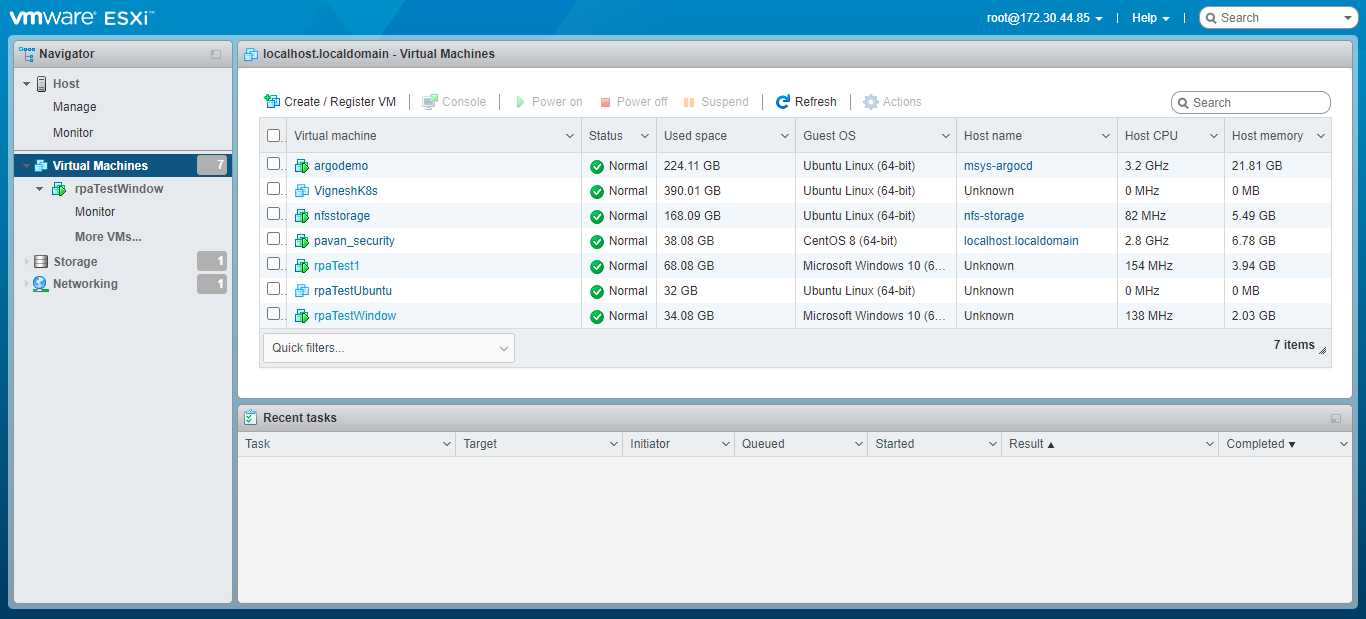 vmware ESXi™ root@172.30.44.85 Help Search
Navigator
Host
Manage
Monitor
Virtual Machines 7
rpaTestWindow
Monitor
More VMs...
Storage 1
Networking 1
localhost.localdomain - Virtual Machines
Create / Register VM Console Power on Power off Suspend Refresh Actions Search
Virtual machine Status Used space Guest OS Host name Host CPU Host memory
argodemo Normal 224.11 GB Ubuntu Linux (64-bit) msys-argocd 3.2 GHz 21.81 GB
VigneshK8s Normal 390.01 GB Ubuntu Linux (64-bit) Unknown 0 MHz 0 MB
nfsstorage Normal 168.09 GB Ubuntu Linux (64-bit) nfs-storage 82 MHz 5.49 GB
pavan_security Normal 38.08 GB CentOS 8 (64-bit) localhost.localdomain 2.8 GHz 6.78 GB
rpaTest1 Normal 68.08 GB Microsoft Windows 10 (6... Unknown 154 MHz 3.94 GB
rpaTestUbuntu Normal 32 GB Ubuntu Linux (64-bit) Unknown 0 MHz 0 MB
rpaTestWindow Normal 34.08 GB Microsoft Windows 10 (6... Unknown 138 MHz 2.03 GB
Quick filters... 7 items
Recent tasks
Task Target Initiator Queued Started Result ▲ Completed ▼